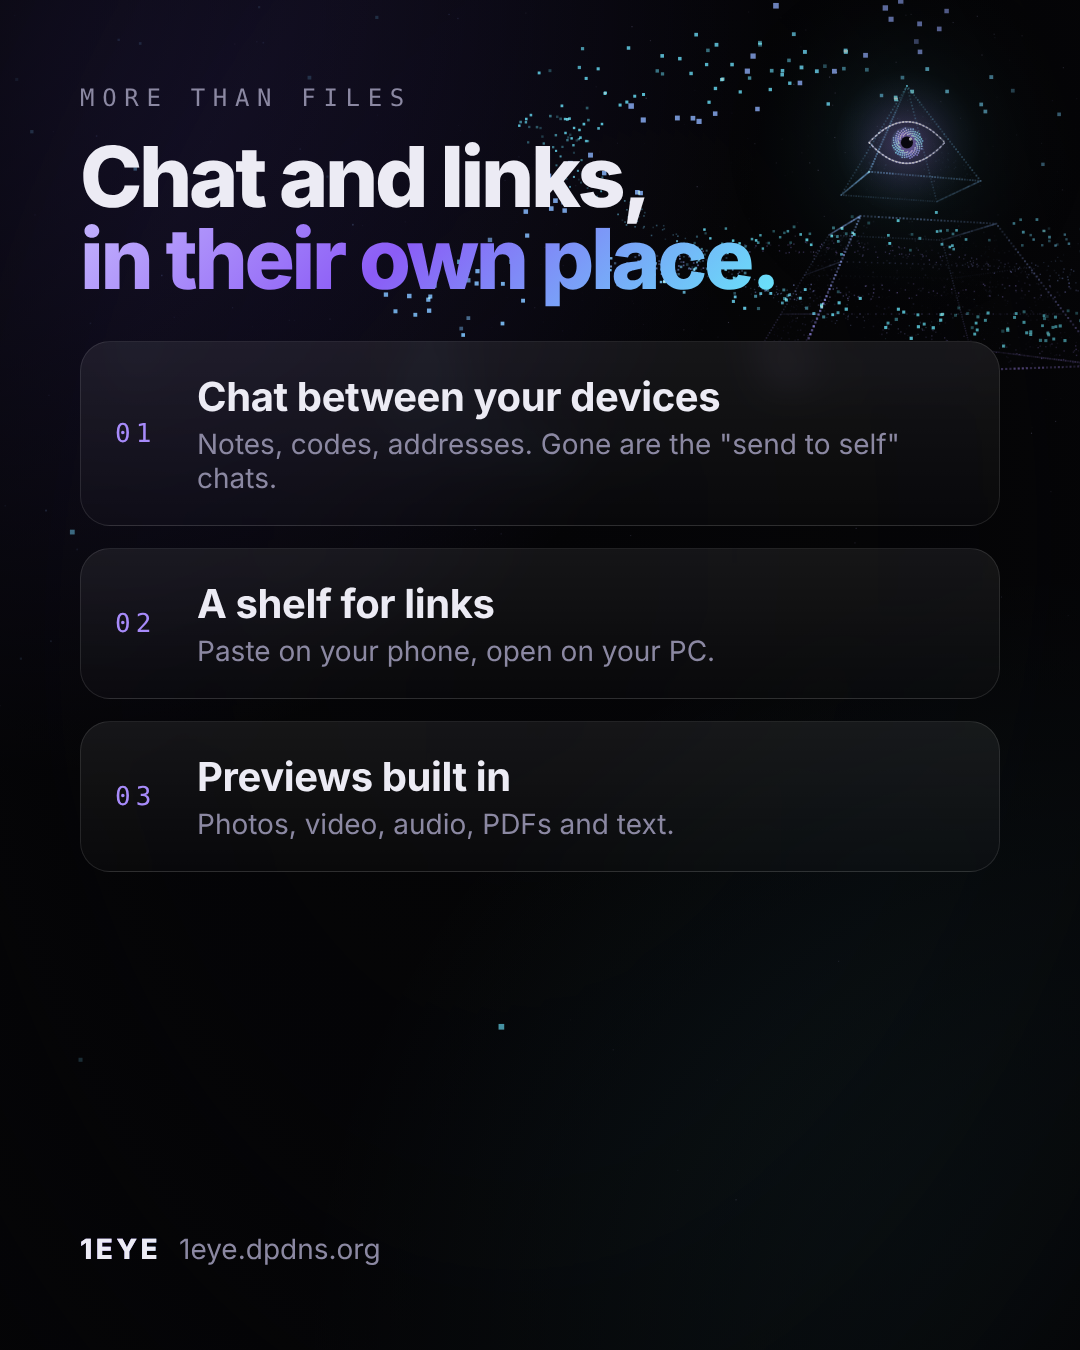 MORE THAN FILES
Chat and links,
in their own place.
01
Chat between your devices
Notes, codes, addresses. Gone are the "send to self"
chats.
02
A shelf for links
Paste on your phone, open on your PC.
03
Previews built in
Photos, video, audio, PDFs and text.
1EYE 1eye.dpdns.org